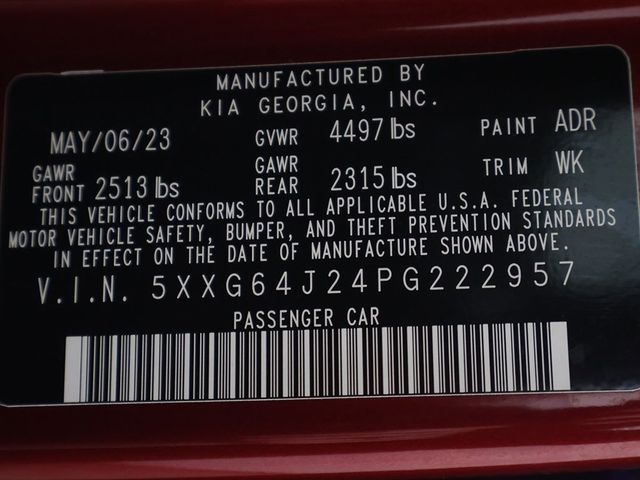 MANUFACTURED BY
KIA GEORGIA, INC.
MAY/06/23 GVWR 4497 lbs PAINT ADR
GAWR FRONT 2513 lbs GAWR REAR 2315 lbs TRIM WK
THIS VEHICLE CONFORMS TO ALL APPLICABLE U.S.A. FEDERAL
MOTOR VEHICLE SAFETY, BUMPER, AND THEFT PREVENTION STANDARDS
IN EFFECT ON THE DATE OF MANUFACTURE SHOWN ABOVE.
V.I.N. 5XXG64J24PG222957
PASSENGER CAR